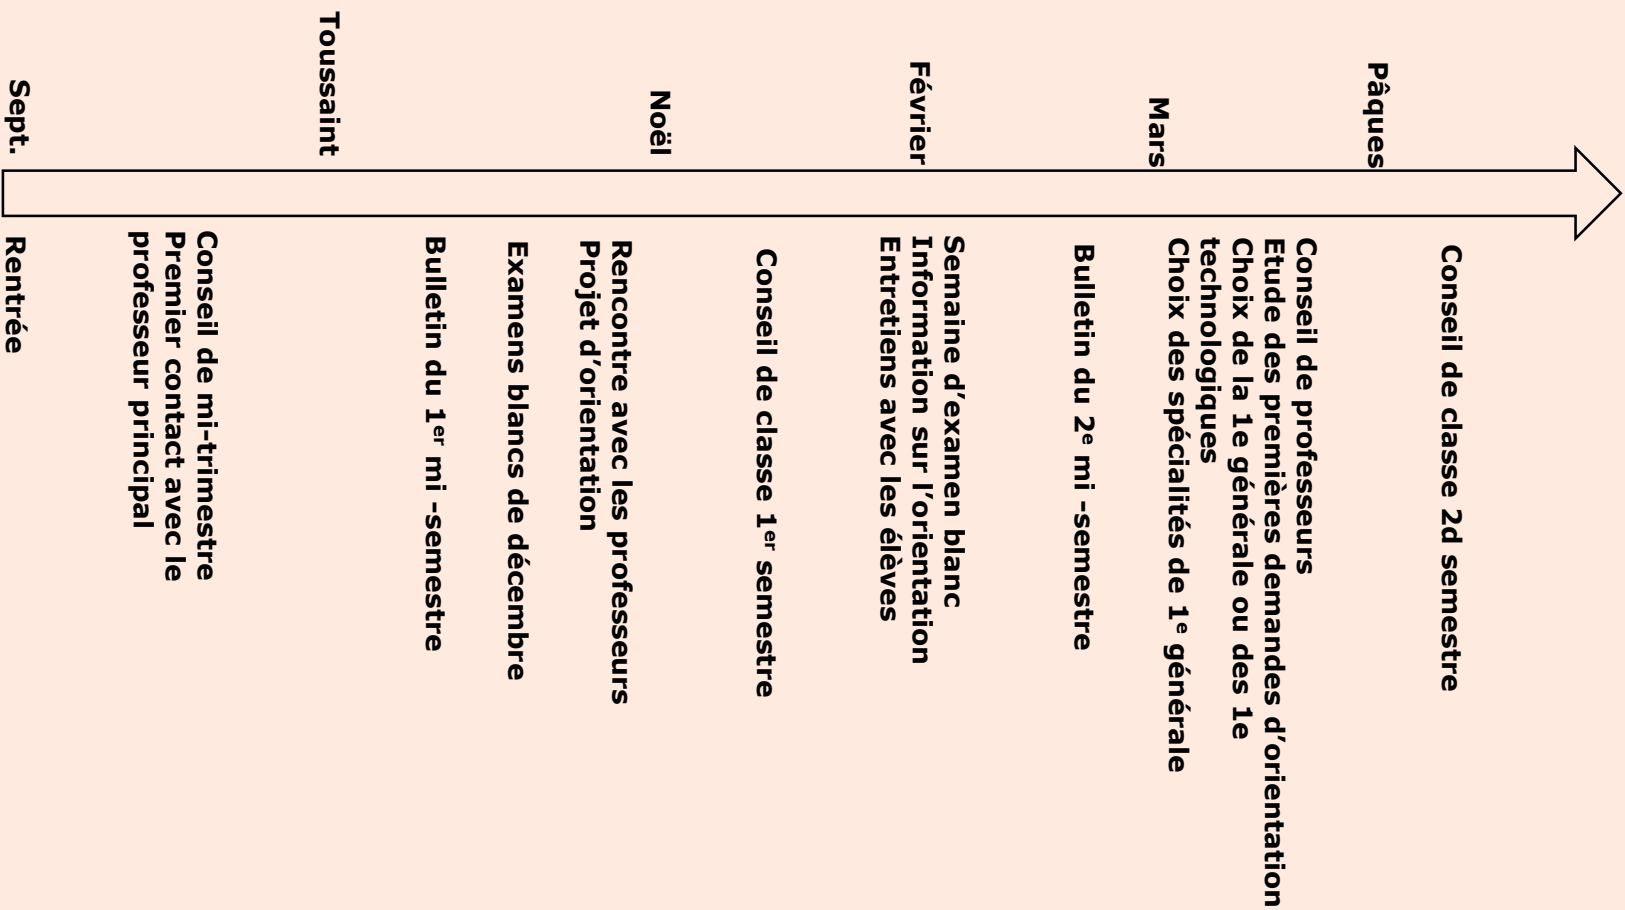 Sept.
Toussaint
Noël
Février
Mars
Pâques
Rentrée
Conseil de mi-trimestre
Premier contact avec le
professeur principal
Bulletin du 1er mi -semestre
Examens blancs de décembre
Rencontre avec les professeurs
Projet d’orientation
Conseil de classe 1er semestre
Semaine d’examen blanc
Information sur l’orientation
Entretiens avec les élèves
Bulletin du 2e mi -semestre
Conseil de professeurs
Etude des premières demandes d’orientation
Choix de la 1e générale ou des 1e
technologiques
Choix des spécialités de 1e générale
Conseil de classe 2d semestre